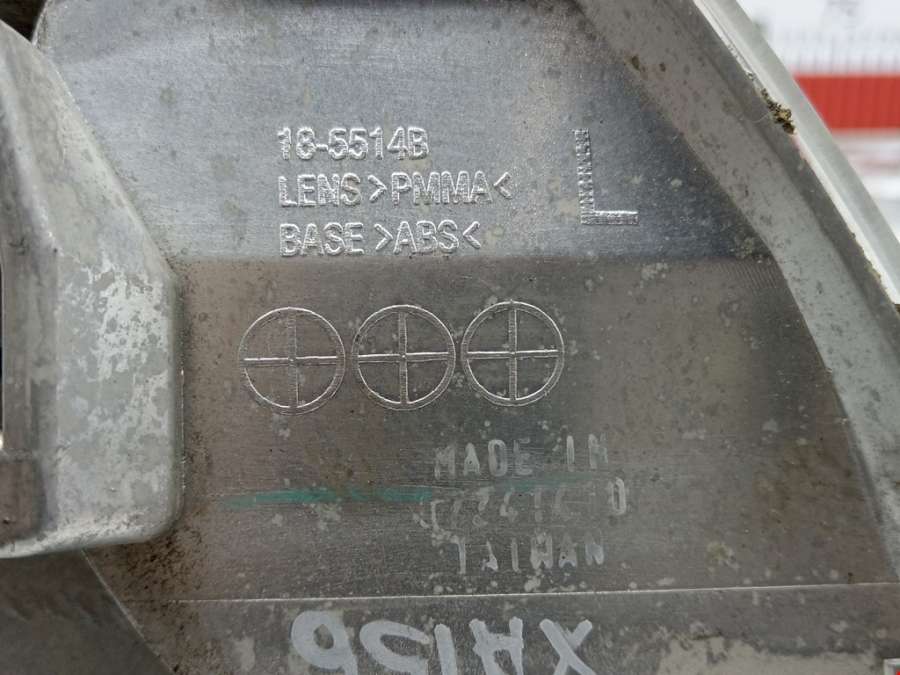 18-5514B
LENS >PMMA<
BASE >ABS<
L
MADE IN
TAIWAN